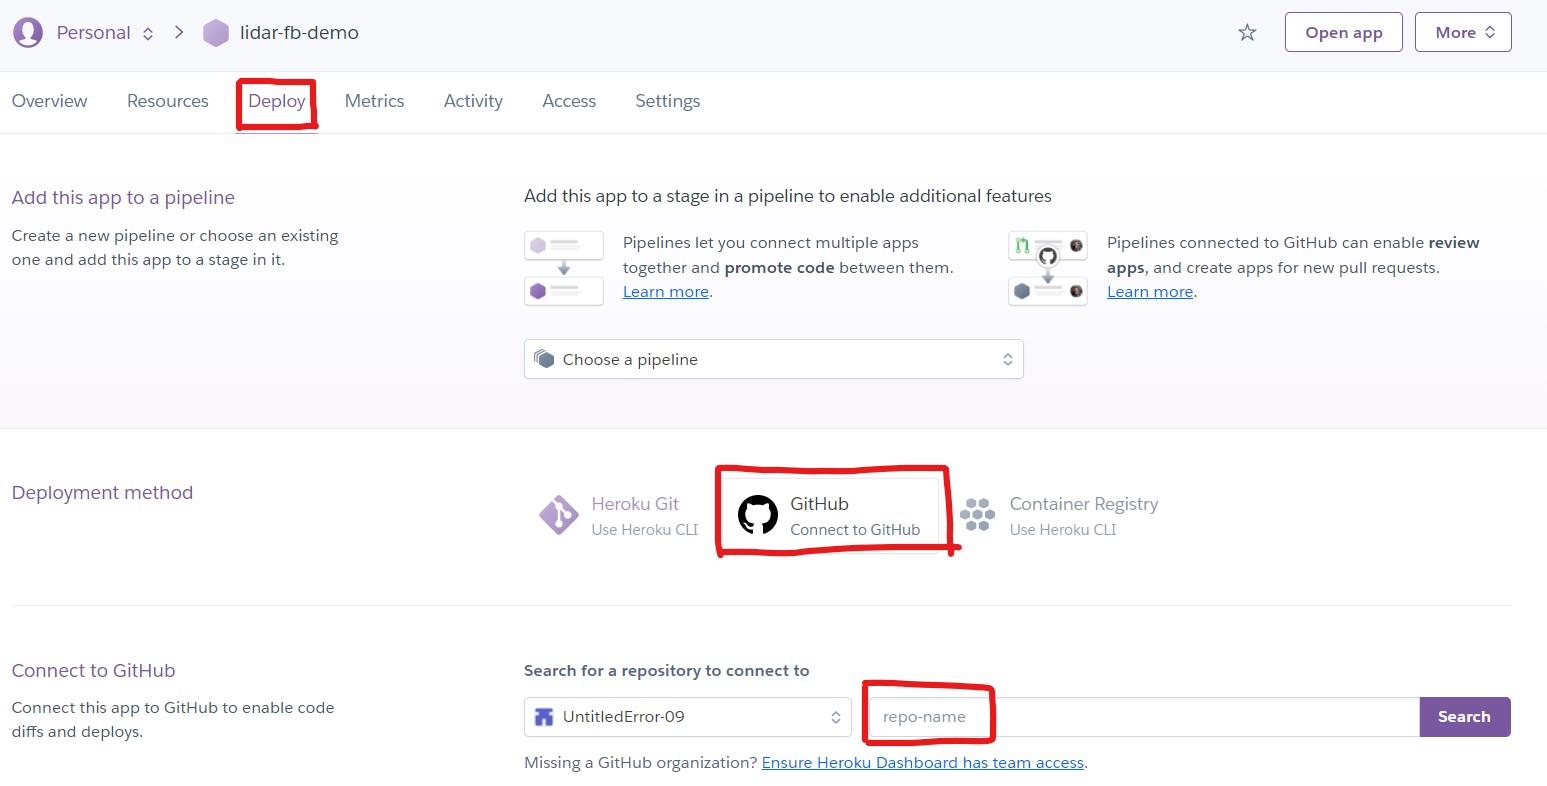 Personal
lidar-fb-demo
Open app
More
Overview
Resources
Deploy
Metrics
Activity
Access
Settings
Add this app to a pipeline
Create a new pipeline or choose an existing
one and add this app to a stage in it.
Add this app to a stage in a pipeline to enable additional features
Pipelines let you connect multiple apps
together and promote code between them.
Learn more.
Pipelines connected to GitHub can enable review
apps, and create apps for new pull requests.
Learn more.
Choose a pipeline
Deployment method
Heroku Git
Use Heroku CLI
GitHub
Connect to GitHub
Container Registry
Use Heroku CLI
Connect to GitHub
Connect this app to GitHub to enable code
diffs and deploys.
Search for a repository to connect to
UntitledError-09
repo-name
Search
Missing a GitHub organization? Ensure Heroku Dashboard has team access.